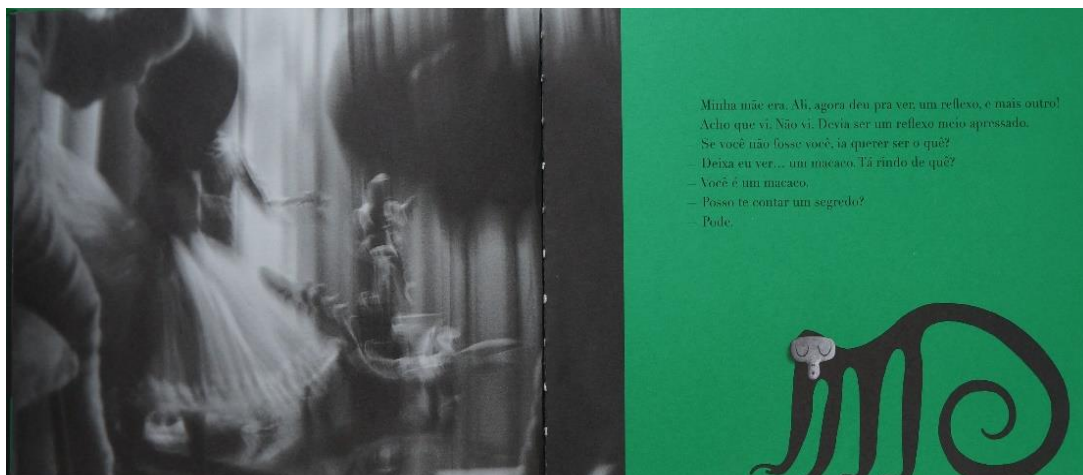 Minha mãe era. Ali, agora deu pra ver, um reflexo, e mais outro!
Acho que vi. Não vi. Devia ser um reflexo meio apressado.
Se você não fosse você, ia querer ser o quê?
— Deixa eu ver... um macaco. Tá rindo de quê?
— Você é um macaco.
— Posso te contar um segredo?
— Pode.